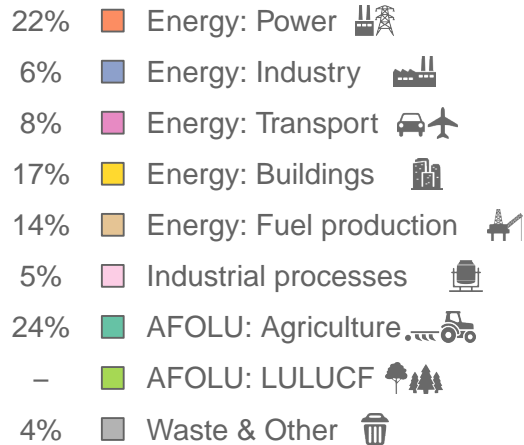 22% Energy: Power
6% Energy: Industry
8% Energy: Transport
17% Energy: Buildings
14% Energy: Fuel production
5% Industrial processes
24% AFOLU: Agriculture
– AFOLU: LULUCF
4% Waste & Other